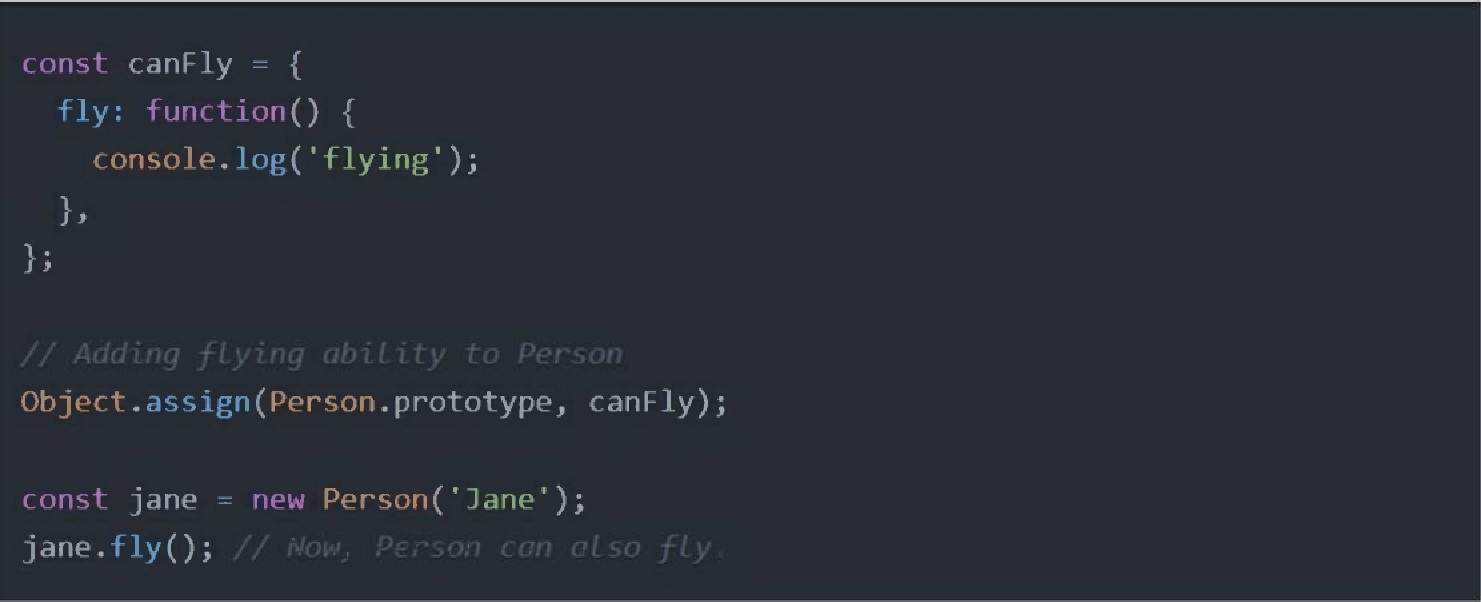 const canFly = {
  fly: function() {
    console.log('flying');
  },
};
// Adding flying ability to Person
Object.assign(Person.prototype, canFly);
const jane = new Person('Jane');
jane.fly(); // Now, Person can also fly.